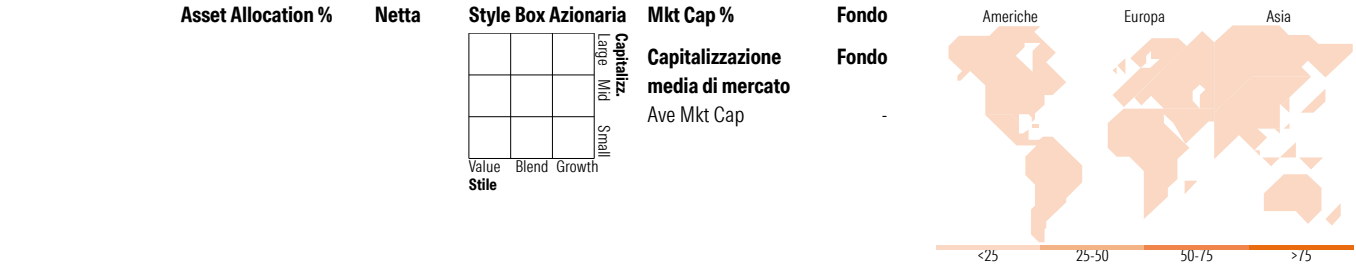 Asset Allocation % Netta
Style Box Azionaria
Capitalizz.
Large Mid Small
Value Blend Growth
Stile
Mkt Cap % Fondo
Capitalizzazione Fondo
media di mercato
Ave Mkt Cap -
Americhe Europa Asia
<25 25-50 50-75 >75